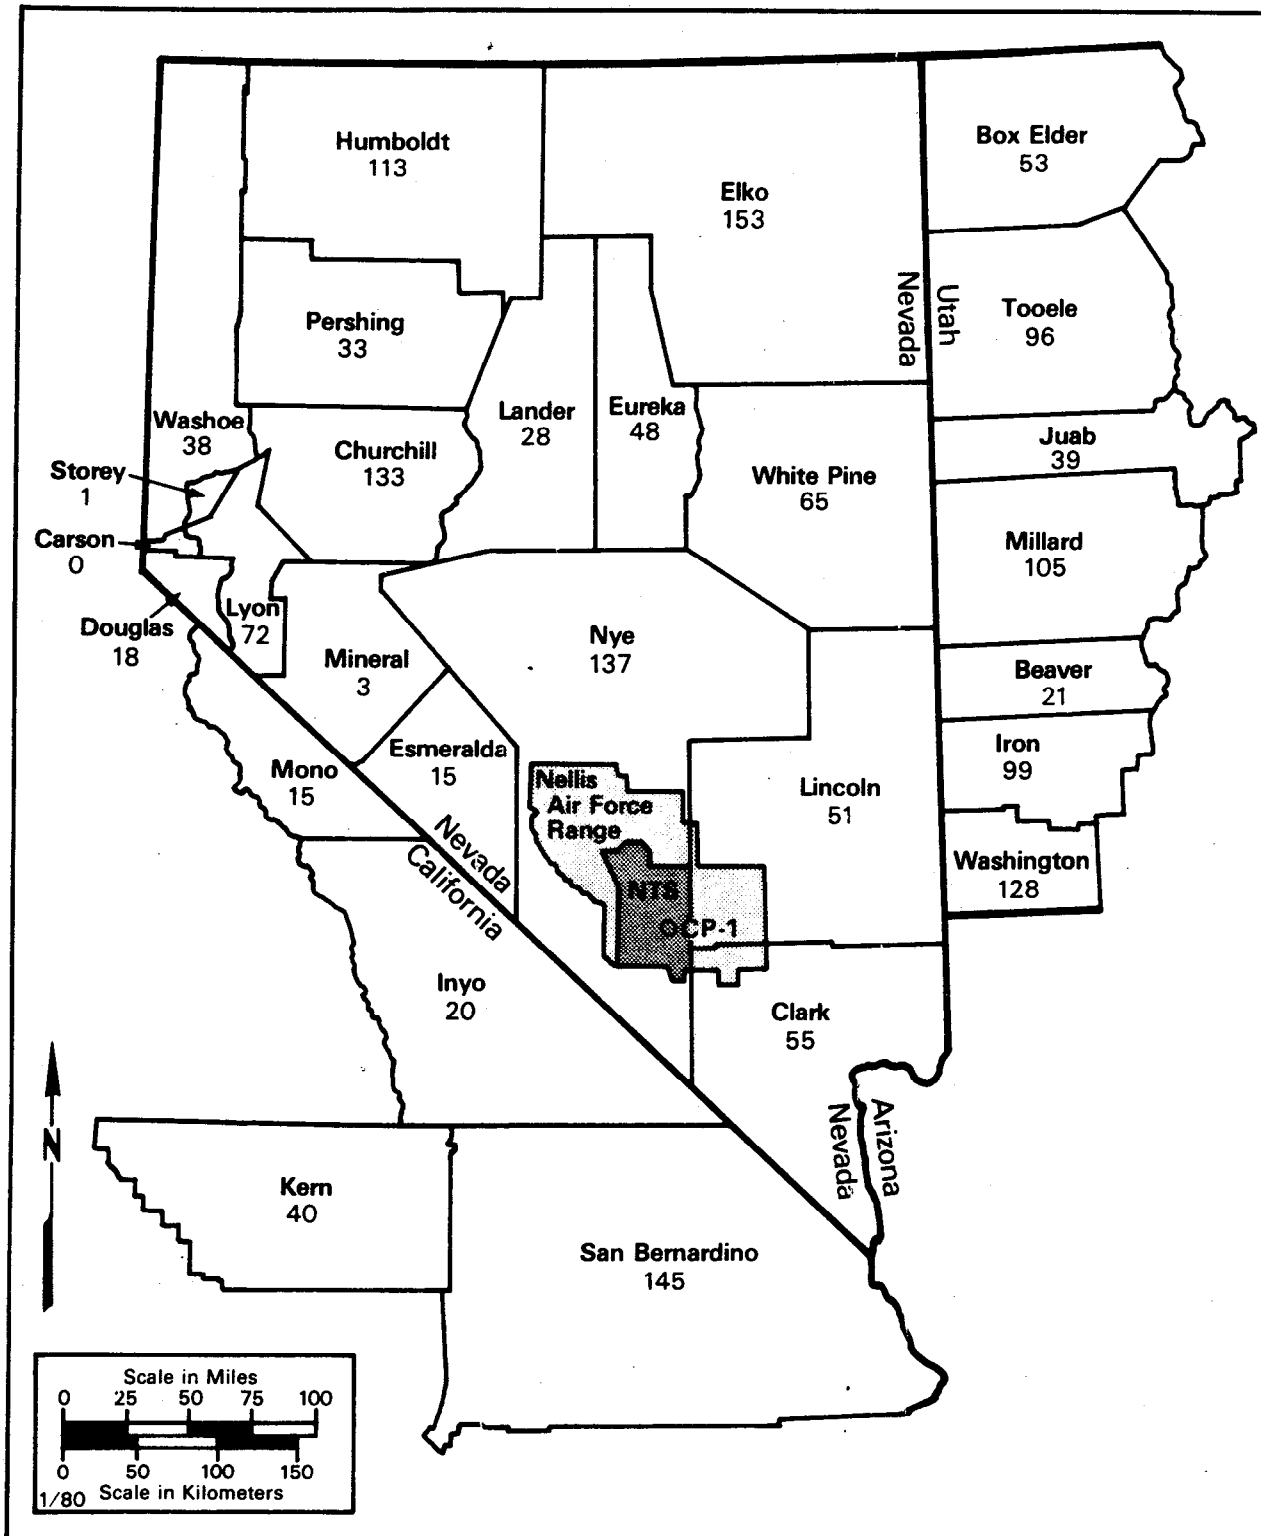 Humboldt
113
Elko
153
Box Elder
53
Nevada
Utah
Tooele
96
Pershing
33
Washoe
38
Lander
28
Eureka
48
Churchill
133
Juab
39
Storey
1
White Pine
65
Carson
0
Millard
105
Douglas
18
Lyon
72
Mineral
3
Nye
137
Beaver
21
Mono
15
Esmeralda
15
Iron
99
Nellis
Air Force
Range
Lincoln
51
Nevada
California
Washington
128
NTS
OCP-1
Inyo
20
Clark
55
Nevada
Arizona
N
Kern
40
San Bernardino
145
Scale in Miles
0 25 50 75 100
0 50 100 150
1/80 Scale in Kilometers